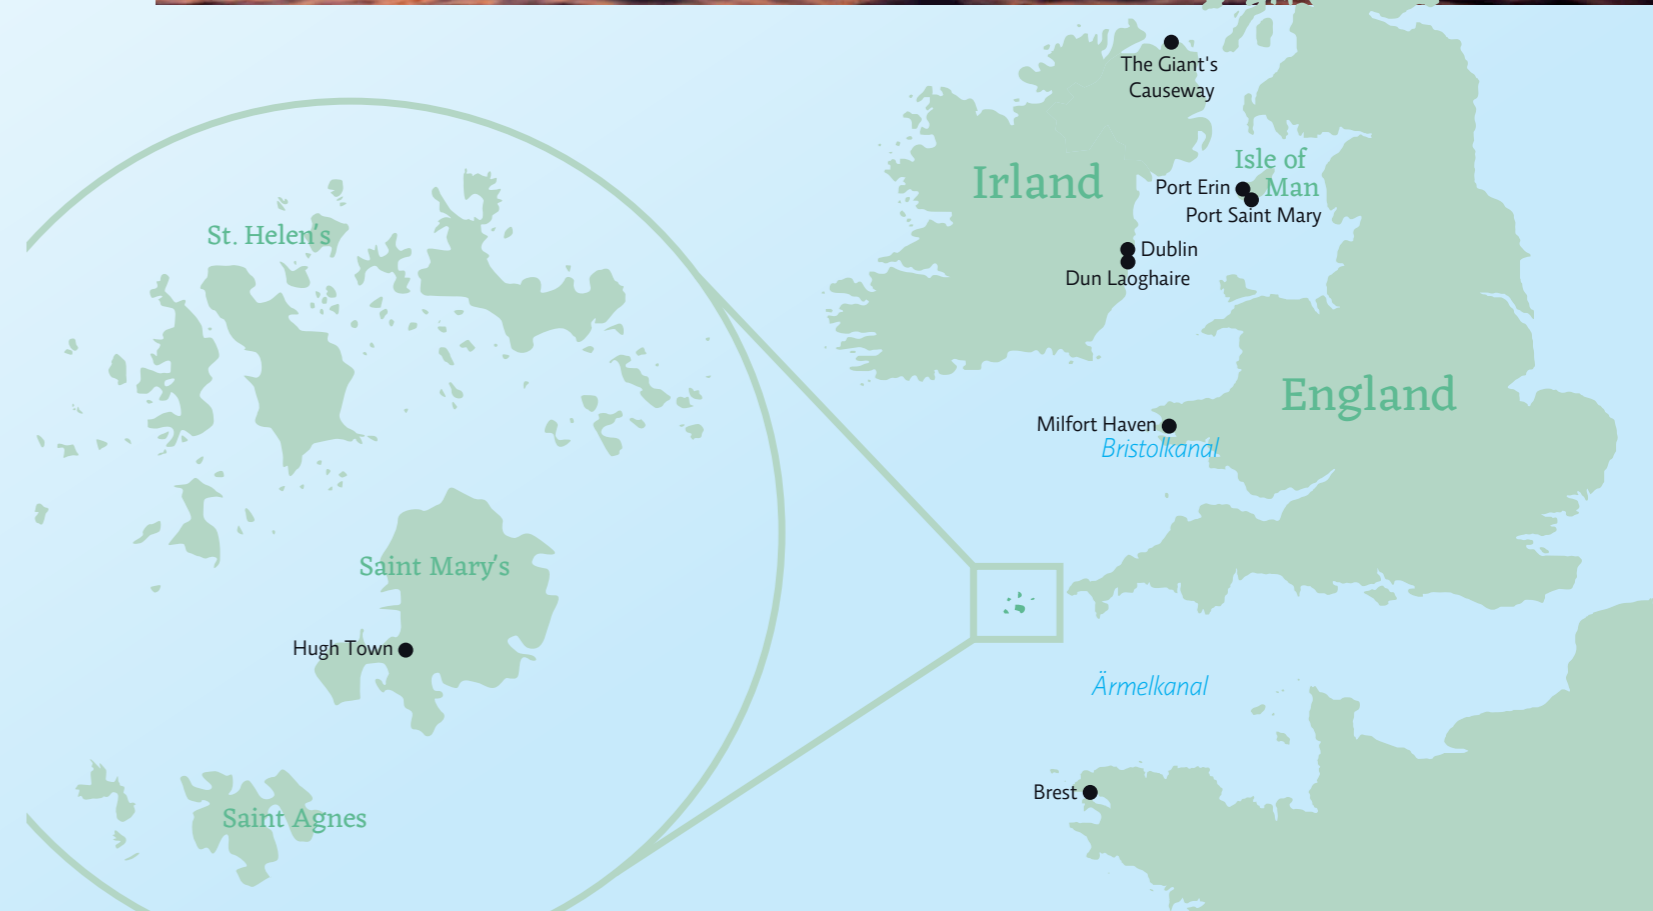 The Giant's
Causeway
Irland
Isle of
Man
Port Erin
Port Saint Mary
Dublin
Dun Laoghaire
St. Helen's
England
Milfort Haven
Bristolkanal
Saint Mary's
Hugh Town
Ärmelkanal
Brest
Saint Agnes